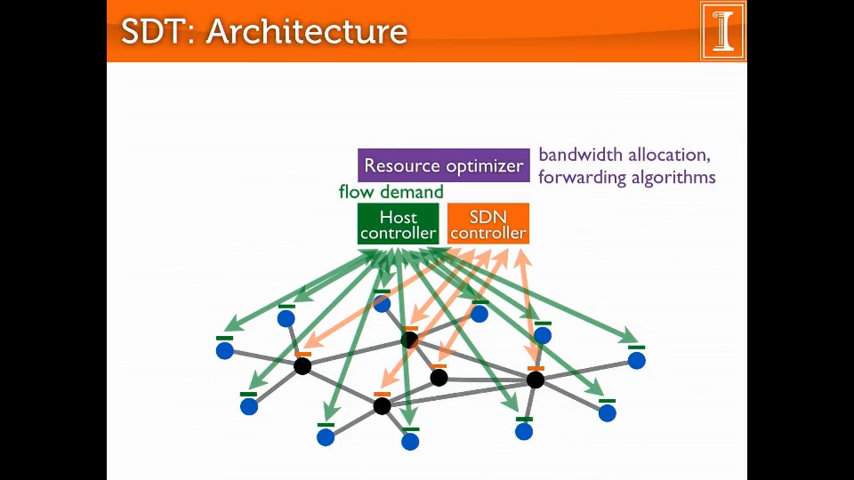 SDT: Architecture
I
Resource optimizer
bandwidth allocation,
forwarding algorithms
flow demand
Host
controller
SDN
controller